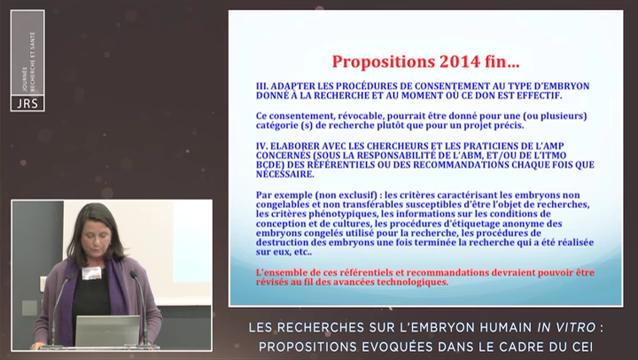 JOURNÉE
RECHERCHE ET SANTÉ
JRS
Propositions 2014 fin…
III. ADAPTER LES PROCÉDURES DE CONSENTEMENT AU TYPE D'EMBRYON
DONNÉ À LA RECHERCHE ET AU MOMENT OÙ CE DON EST EFFECTIF.
Ce consentement, révocable, pourrait être donné pour une (ou plusieurs)
catégorie (s) de recherche plutôt que pour un projet précis.
IV. ELABORER AVEC LES CHERCHEURS ET LES PRATICIENS DE L'AMP
CONCERNÉS (SOUS LA RESPONSABILITÉ DE L'ABM, ET/OU DE L'ITMO
BCDE) DES RÉFÉRENTIELS OU DES RECOMMANDATIONS CHAQUE FOIS QUE
NÉCESSAIRE.
Par exemple (non exclusif) : les critères caractérisant les embryons non
congelables et non transférables susceptibles d'être l'objet de recherches,
les critères phénotypiques, les informations sur les conditions de
conception et de cultures, les procédures d'étiquetage anonyme des
embryons congelés utilisé pour la recherche, les procédures de
destruction des embryons une fois terminée la recherche qui a été réalisée
sur eux, etc..
L'ensemble de ces référentiels et recommandations devraient pouvoir être
révisés au fil des avancées technologiques.
LES RECHERCHES SUR L'EMBRYON HUMAIN IN VITRO :
PROPOSITIONS EVOQUÉES DANS LE CADRE DU CEI